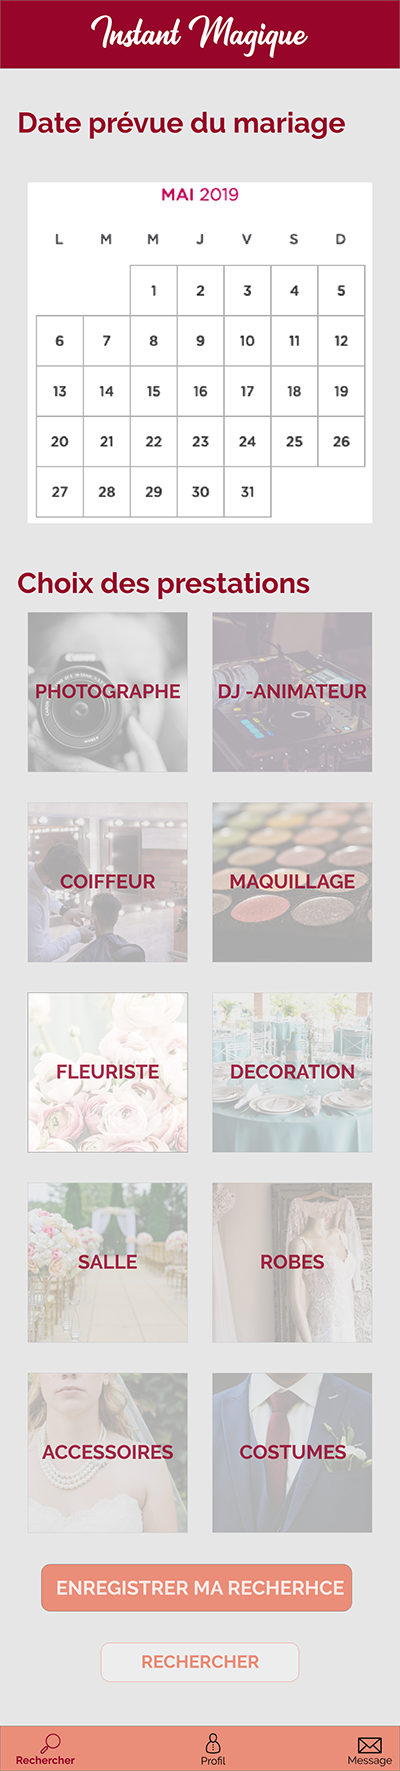 Instant Magique
Date prévue du mariage
MAI 2019
L M M J V S D
1 2 3 4 5
6 7 8 9 10 11 12
13 14 15 16 17 18 19
20 21 22 23 24 25 26
27 28 29 30 31
Choix des prestations
PHOTOGRAPHE DJ -ANIMATEUR
COIFFEUR MAQUILLAGE
FLEURISTE DECORATION
SALLE ROBES
ACCESSOIRES COSTUMES
ENREGISTRER MA RECHERHCE
RECHERCHER
Rechercher Profil Message